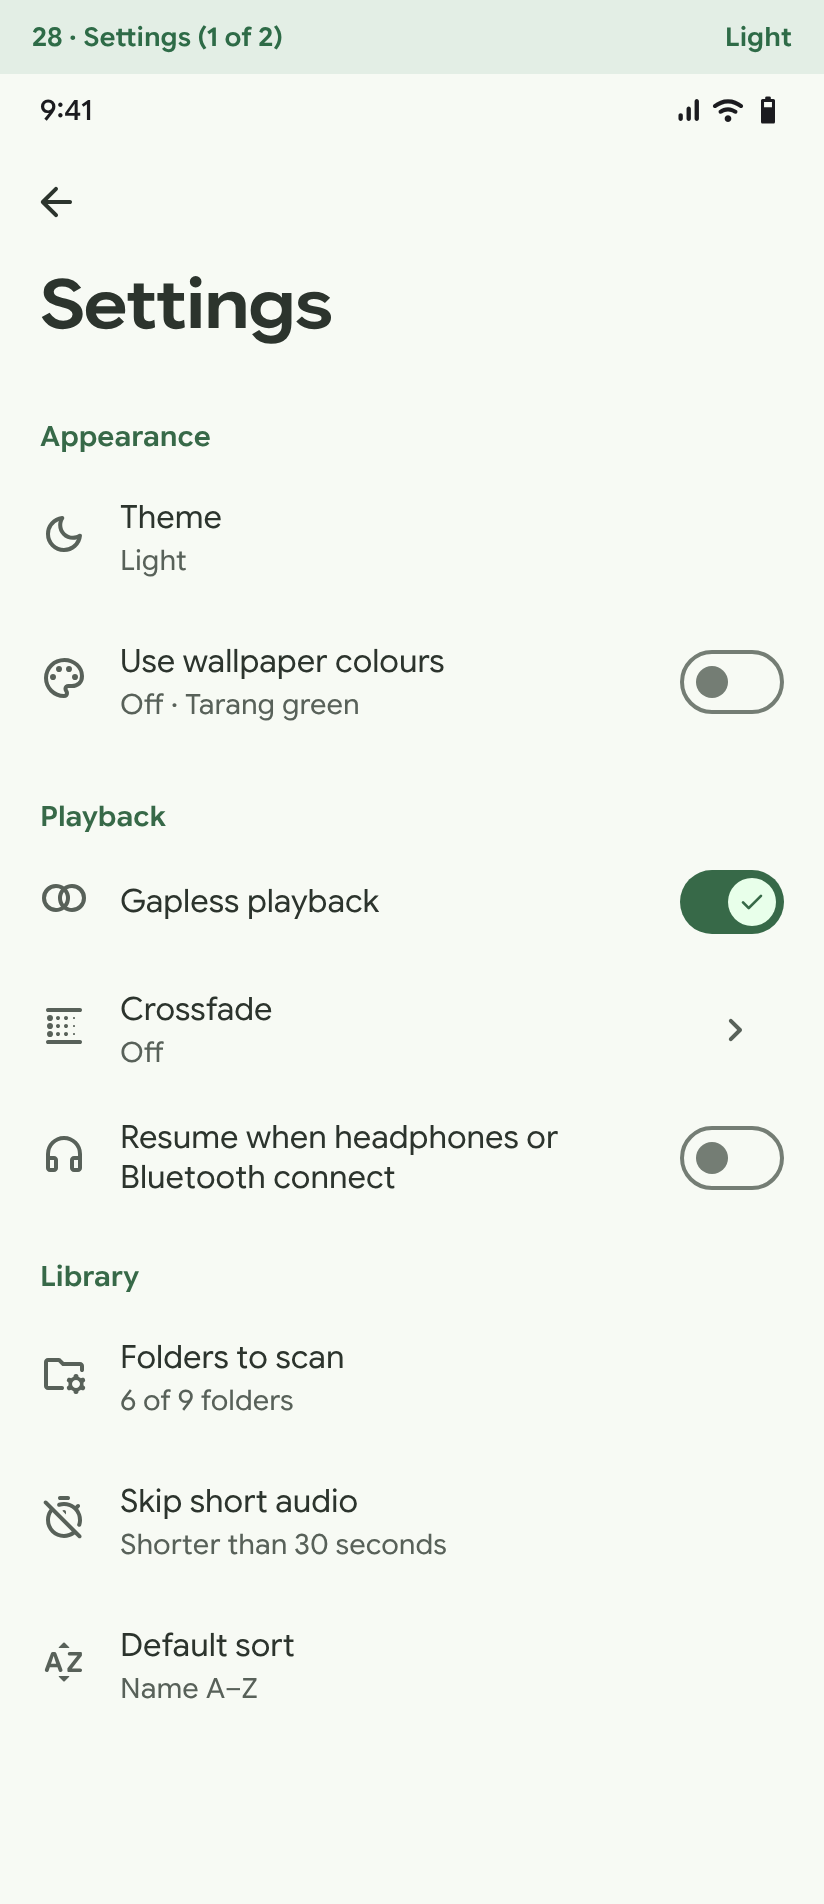 28 · Settings (1 of 2)
Light
9:41
Settings
Appearance
Theme
Light
Use wallpaper colours
Off · Tarang green
Playback
Gapless playback
Crossfade
Off
Resume when headphones or
Bluetooth connect
Library
Folders to scan
6 of 9 folders
Skip short audio
Shorter than 30 seconds
AZ
Default sort
Name A–Z